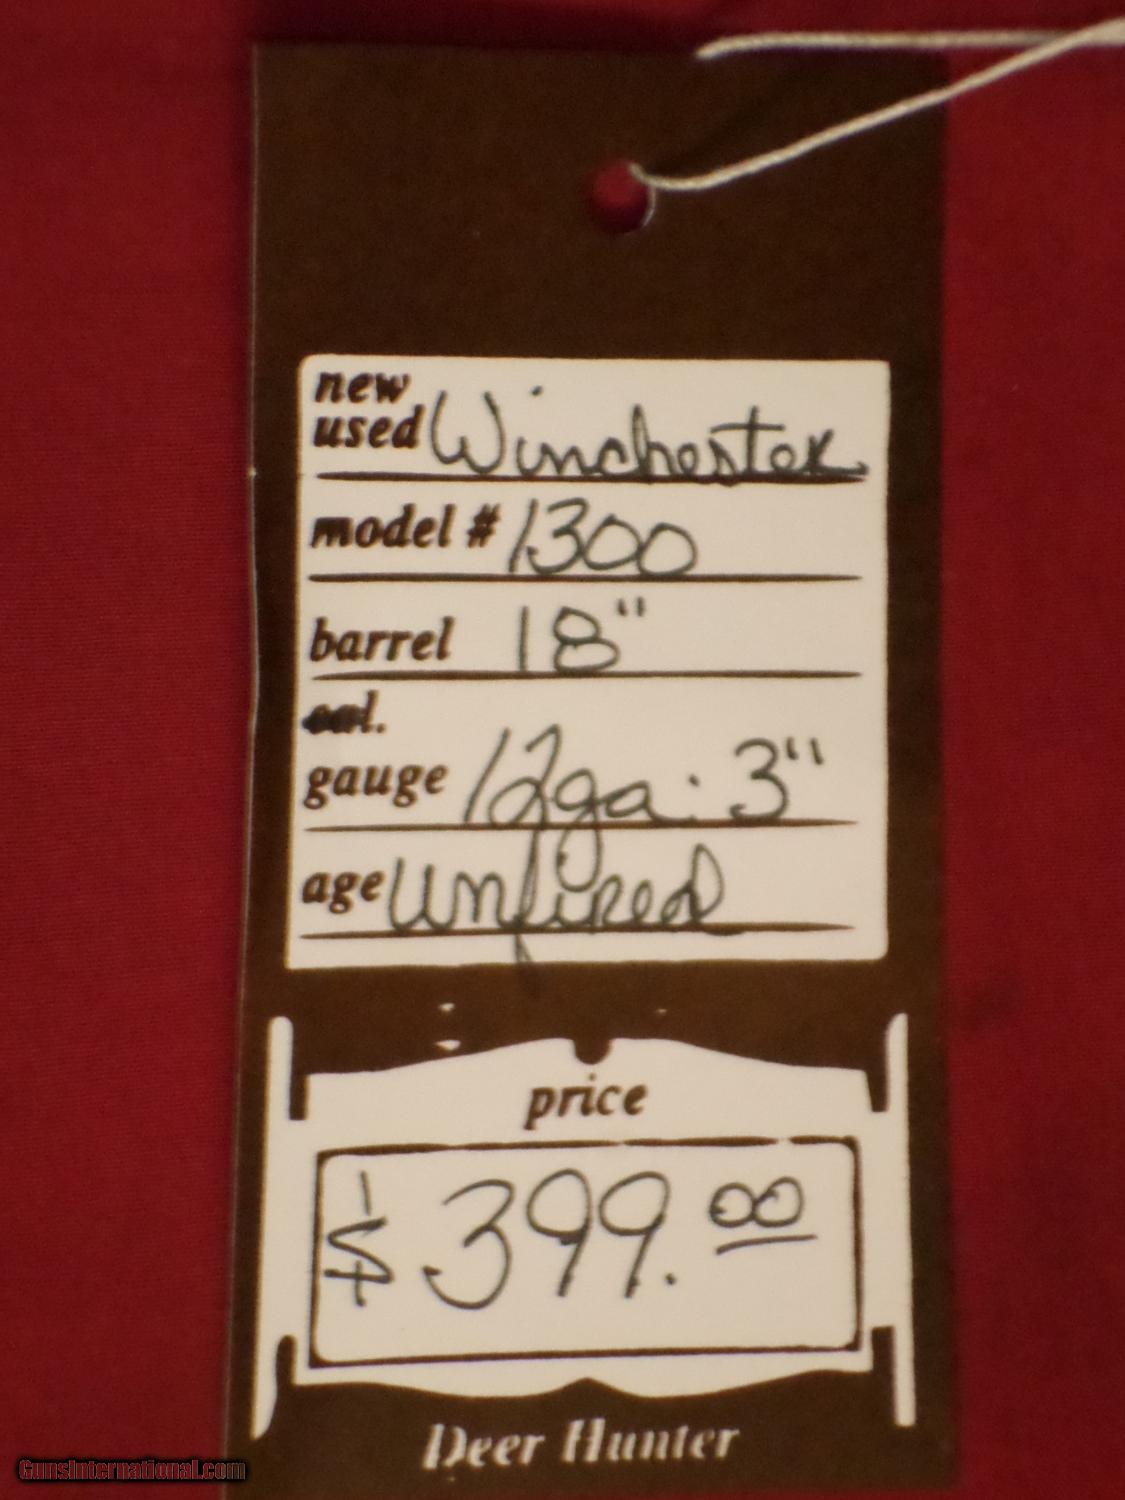 new
used Winchester
model # 1300
barrel 18"
cal.
gauge 12ga. 3"
age unfired
price
$399.00
Deer Hunter
GunsInternational.com